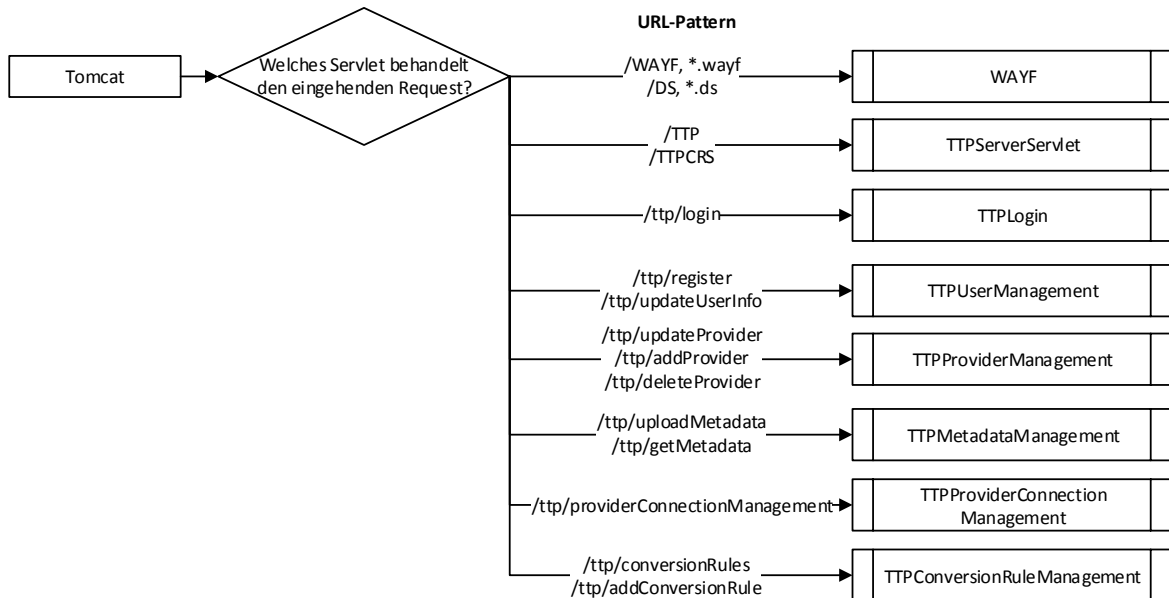 URL-Pattern
Tomcat
Welches Servlet behandelt
den eingehenden Request?
/WAYF, *.wayf
/DS, *.ds
WAYF
/TTP
/TTPCRS
TTPServerServlet
/ttp/login
TTPLogin
/ttp/register
/ttp/updateUserInfo
TTPUserManagement
/ttp/updateProvider
/ttp/addProvider
/ttp/deleteProvider
TTPProviderManagement
/ttp/uploadMetadata
/ttp/getMetadata
TTPMetadataManagement
/ttp/providerConnectionManagement
TTPProviderConnection
Management
/ttp/conversionRules
/ttp/addConversionRule
TTPConversionRuleManagement